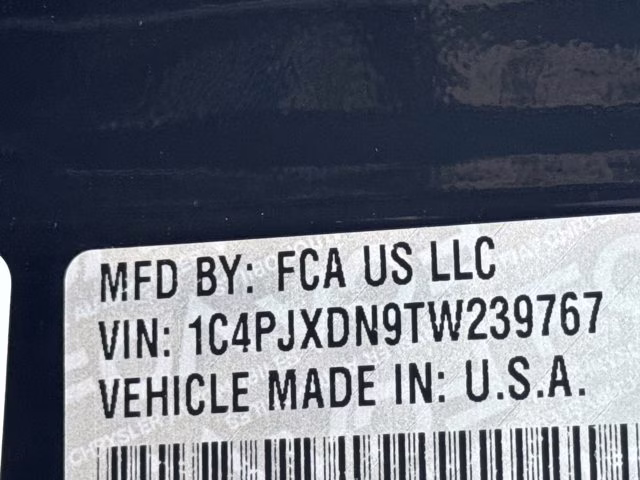 MFD BY: FCA US LLC
VIN: 1C4PJXDN9TW239767
VEHICLE MADE IN: U.S.A.